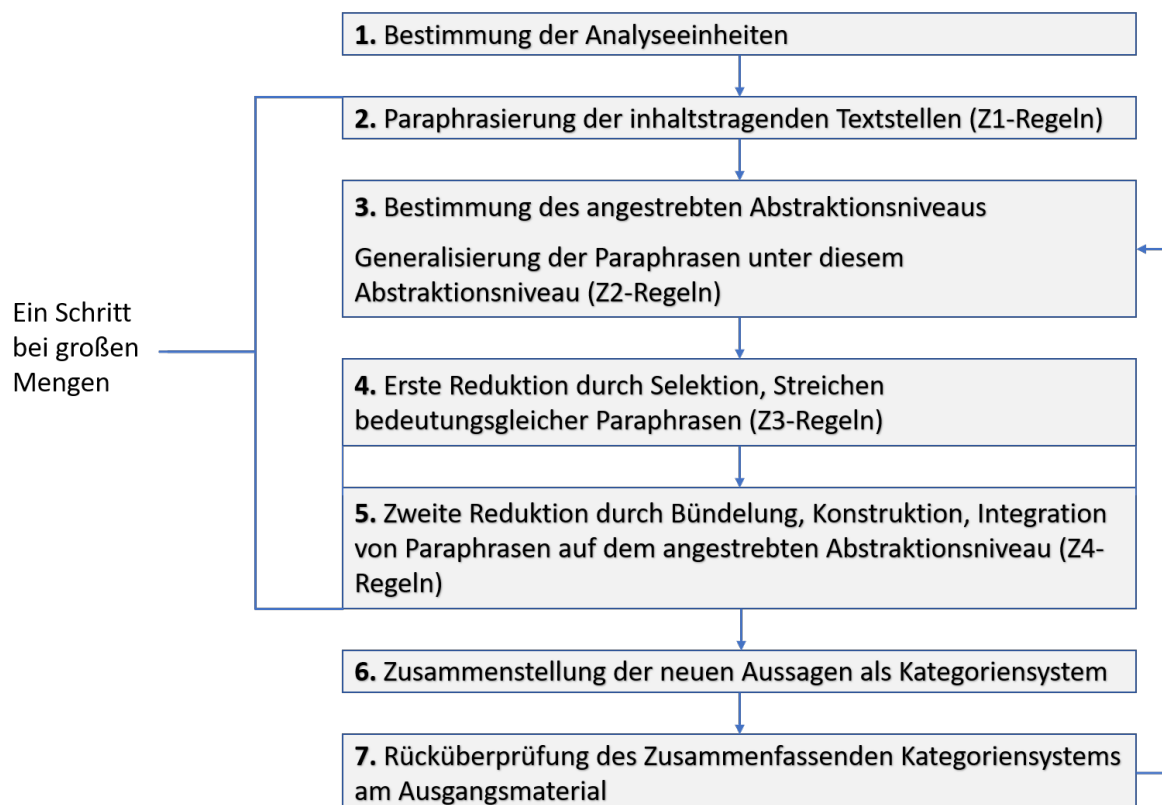 1. Bestimmung der Analyseeinheiten
2. Paraphrasierung der inhaltstragenden Textstellen (Z1-Regeln)
3. Bestimmung des angestrebten Abstraktionsniveaus
Generalisierung der Paraphrasen unter diesem
Abstraktionsniveau (Z2-Regeln)
Ein Schritt
bei großen
Mengen
4. Erste Reduktion durch Selektion, Streichen
bedeutungsgleicher Paraphrasen (Z3-Regeln)
5. Zweite Reduktion durch Bündelung, Konstruktion, Integration
von Paraphrasen auf dem angestrebten Abstraktionsniveau (Z4-
Regeln)
6. Zusammenstellung der neuen Aussagen als Kategoriensystem
7. Rücküberprüfung des Zusammenfassenden Kategoriensystems
am Ausgangsmaterial